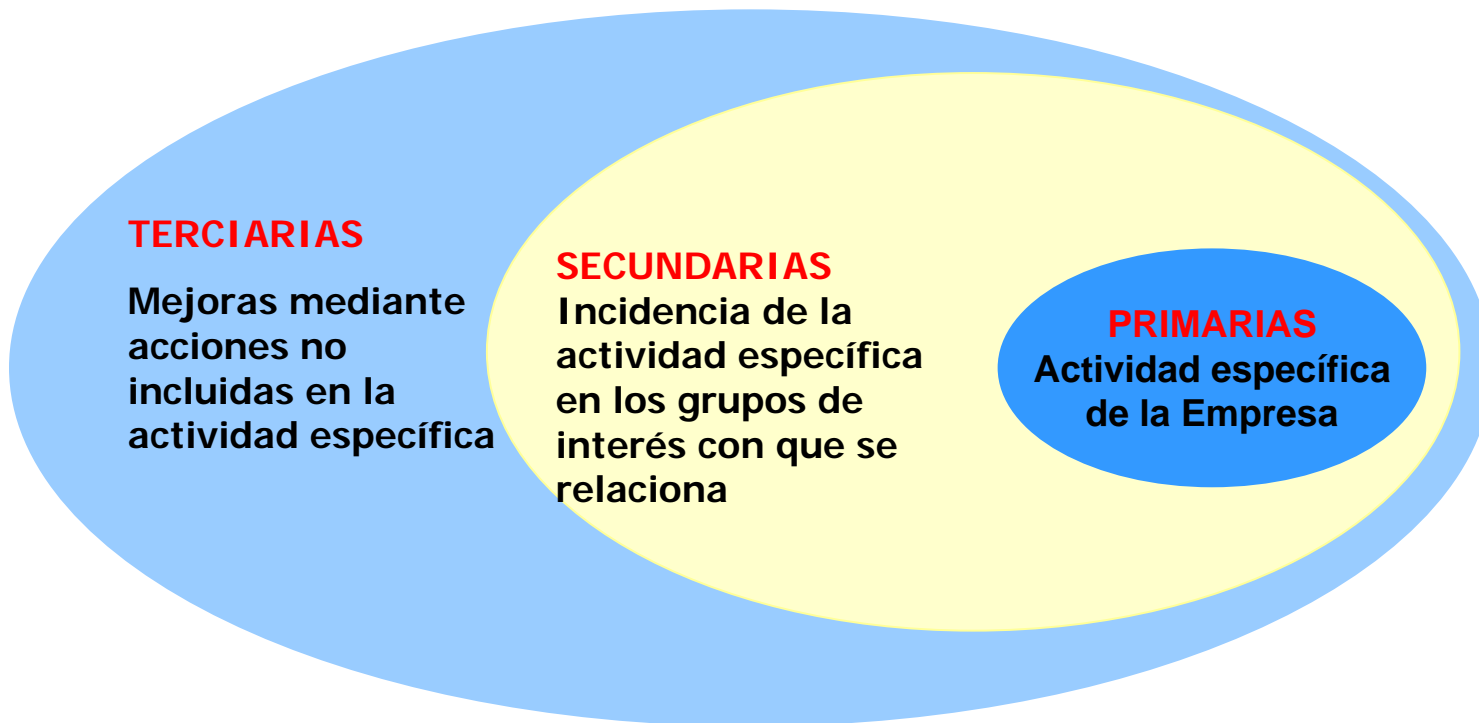 TERCIARIAS
Mejoras mediante
acciones no
incluidas en la
actividad específica
SECUNDARIAS
Incidencia de la
actividad específica
en los grupos de
interés con que se
relaciona
PRIMARIAS
Actividad específica
de la Empresa